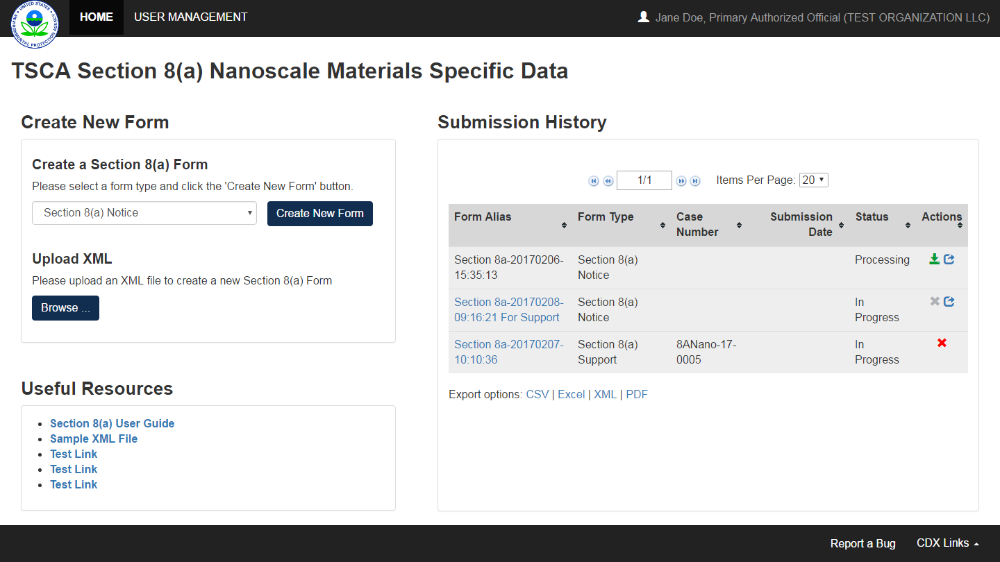 UNITED STATES
ENVIRONMENTAL PROTECTION AGENCY
HOME
USER MANAGEMENT
Jane Doe, Primary Authorized Official (TEST ORGANIZATION LLC)
TSCA Section 8(a) Nanoscale Materials Specific Data
Create New Form
Create a Section 8(a) Form
Please select a form type and click the 'Create New Form' button.
Section 8(a) Notice
Create New Form
Upload XML
Please upload an XML file to create a new Section 8(a) Form
Browse ...
Useful Resources
Section 8(a) User Guide
Sample XML File
Test Link
Test Link
Test Link
Submission History
1/1
Items Per Page: 20
Form Alias Form Type Case Submission Status Actions
Number Date
Section 8a-20170206- Section 8(a) Processing
15:35:13 Notice
Section 8a-20170208- Section 8(a) In
09:16:21 For Support Notice Progress
Section 8a-20170207- Section 8(a) 8ANano-17- In
10:10:36 Support 0005 Progress
Export options: CSV | Excel | XML | PDF
Report a Bug
CDX Links